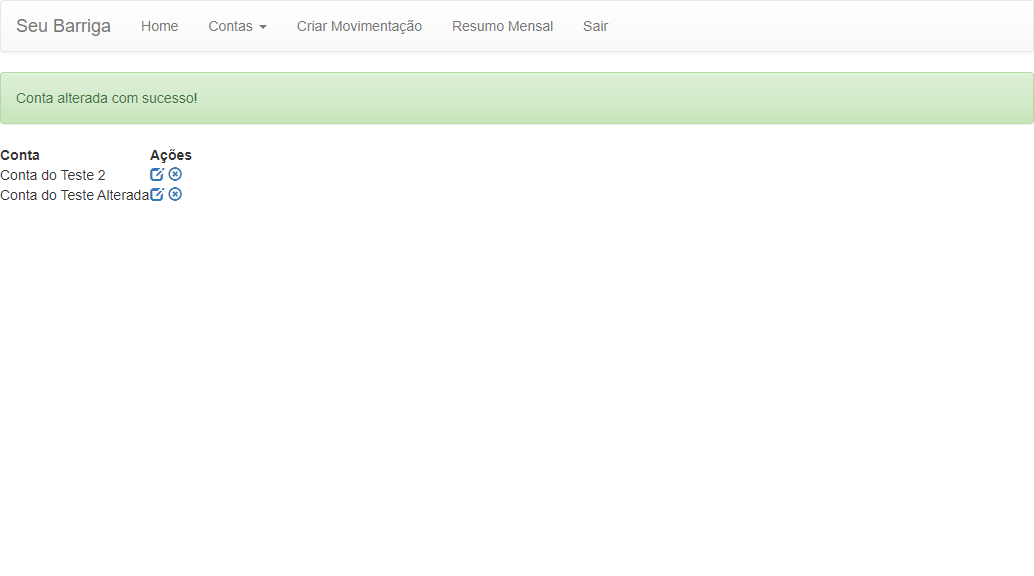 Seu Barriga Home Contas Criar Movimentação Resumo Mensal Sair
Conta alterada com sucesso!
Conta Ações
Conta do Teste 2
Conta do Teste Alterada